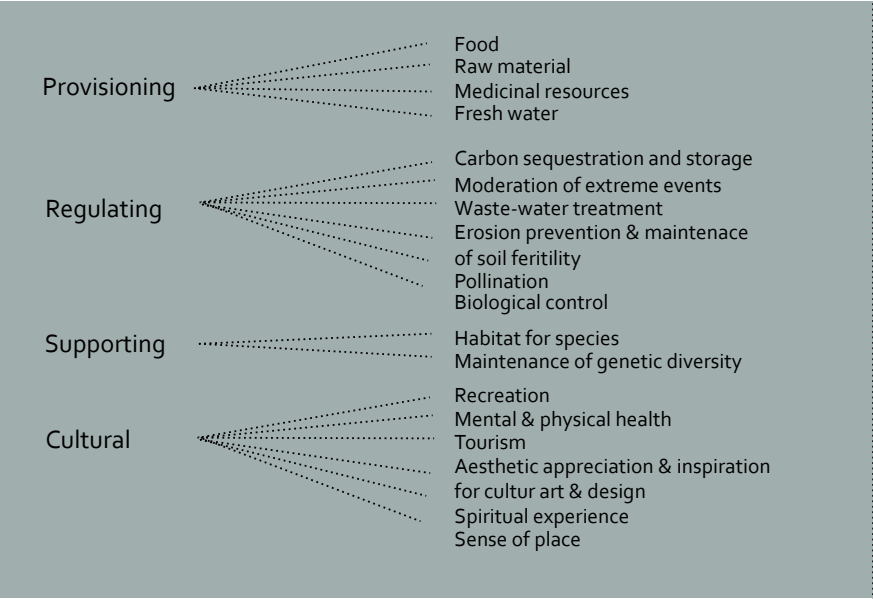 Provisioning
Food
Raw material
Medicinal resources
Fresh water
Regulating
Carbon sequestration and storage
Moderation of extreme events
Waste-water treatment
Erosion prevention & maintenace
of soil feritility
Pollination
Biological control
Supporting
Habitat for species
Maintenance of genetic diversity
Cultural
Recreation
Mental & physical health
Tourism
Aesthetic appreciation & inspiration
for cultur art & design
Spiritual experience
Sense of place